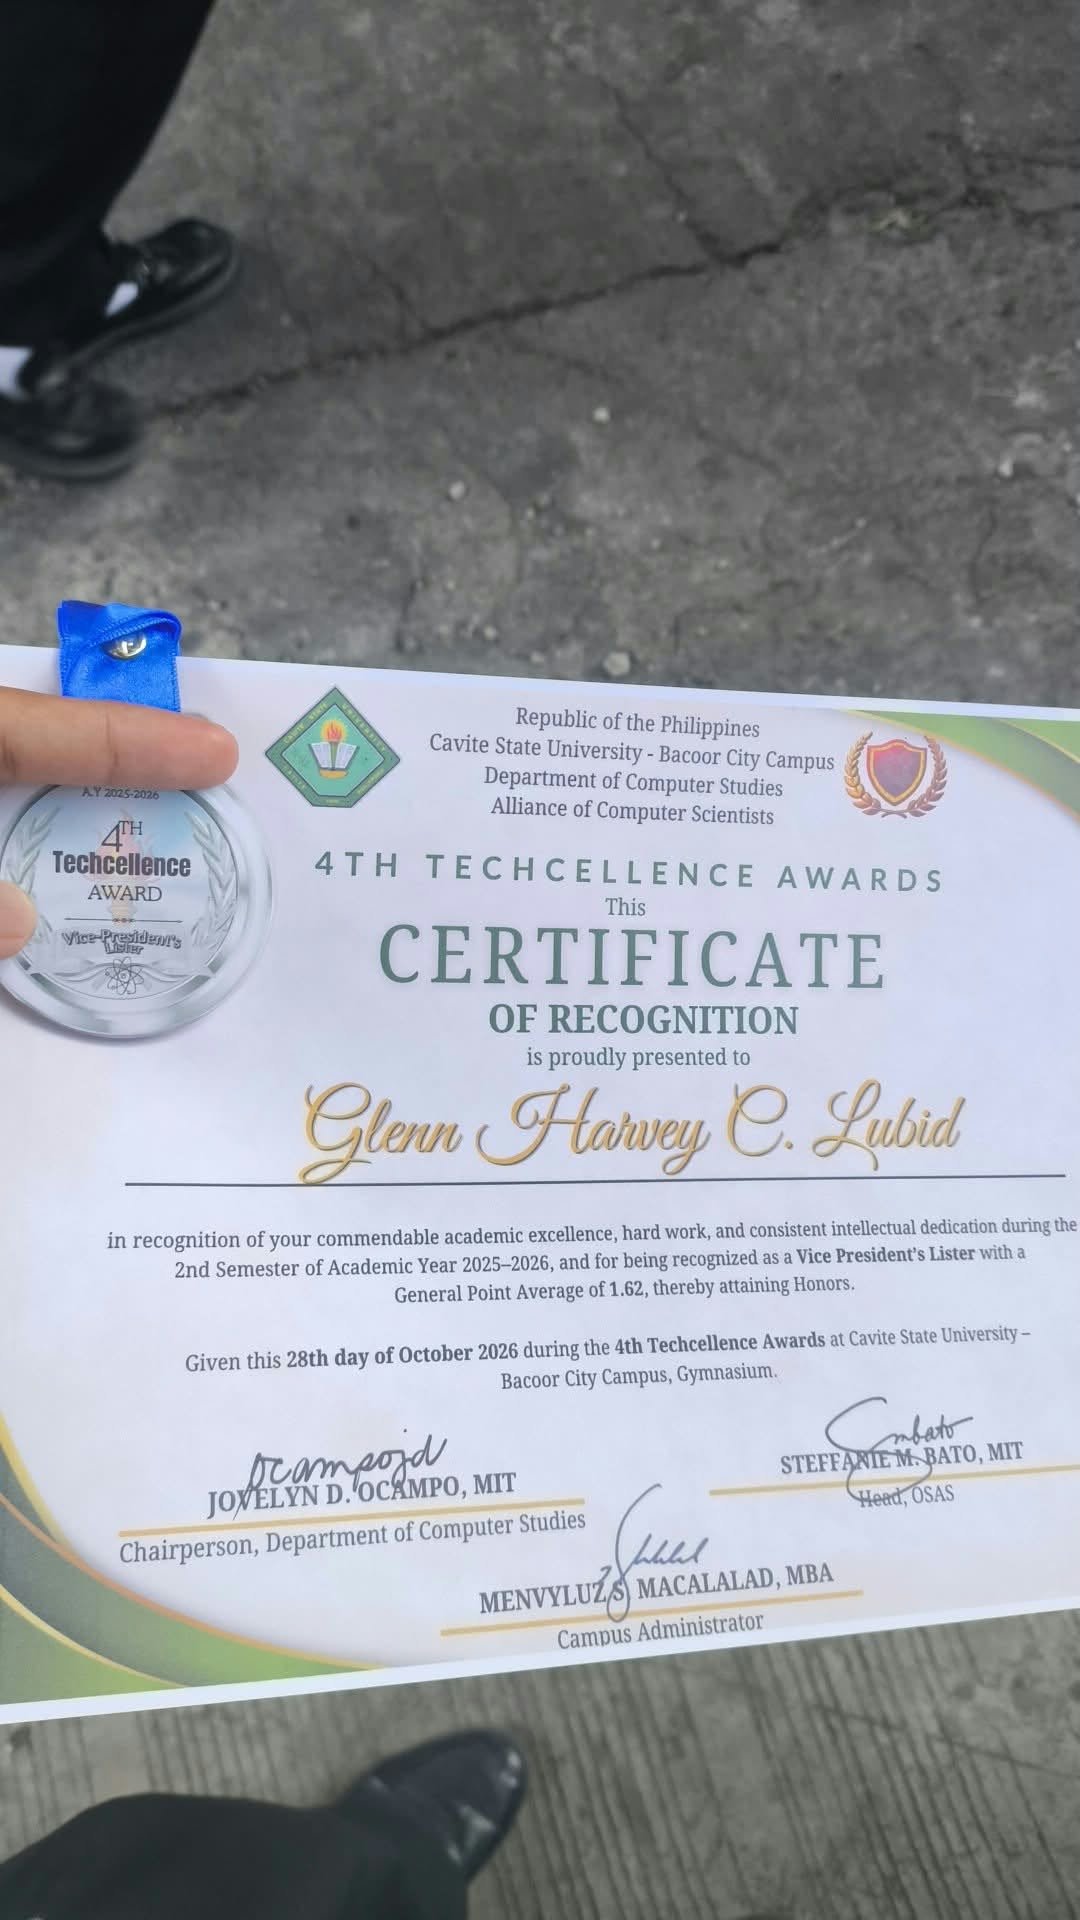 A.Y 2025-2026
4TH
Techcellence
AWARD
Vice-President's
Lister
CAVITE STATE UNIVERSITY
Republic of the Philippines
Cavite State University - Bacoor City Campus
Department of Computer Studies
Alliance of Computer Scientists
4TH TECHCELLENCE AWARDS
This
CERTIFICATE
OF RECOGNITION
is proudly presented to
Glenn Harvey C. Lubid
in recognition of your commendable academic excellence, hard work, and consistent intellectual dedication during the
2nd Semester of Academic Year 2025–2026, and for being recognized as a Vice President's Lister with a
General Point Average of 1.62, thereby attaining Honors.
Given this 28th day of October 2026 during the 4th Techcellence Awards at Cavite State University –
Bacoor City Campus, Gymnasium.
Ocampojd
JOVELYN D. OCAMPO, MIT
Chairperson, Department of Computer Studies
Smbato
STEFFANIE M. BATO, MIT
Head, OSAS
MENVYLUZ S. MACALALAD, MBA
Campus Administrator